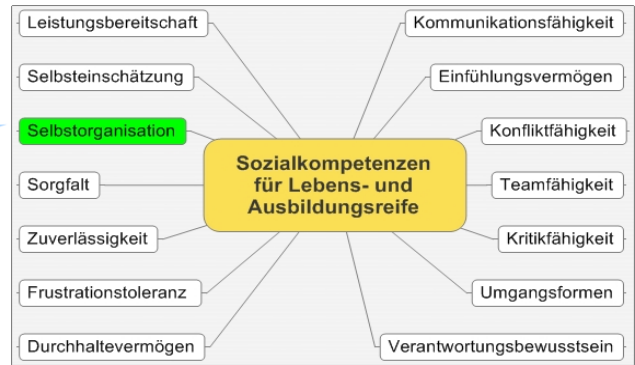 Leistungsbereitschaft
Selbsteinschätzung
Selbstorganisation
Sorgfalt
Zuverlässigkeit
Frustrationstoleranz
Durchhaltevermögen
Sozialkompetenzen
für Lebens- und
Ausbildungsreife
Kommunikationsfähigkeit
Einfühlungsvermögen
Konfliktfähigkeit
Teamfähigkeit
Kritikfähigkeit
Umgangsformen
Verantwortungsbewusstsein